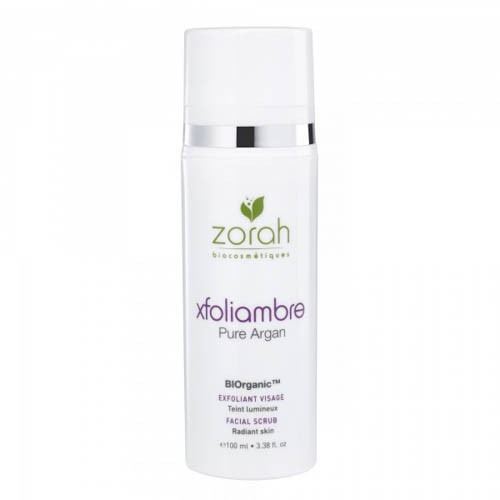 zorah
biocosmétiques
xfoliambre
Pure Argan
BIOrganic™
EXFOLIANT VISAGE
Teint lumineux
FACIAL SCRUB
Radiant skin
e100 ml • 3.38 fl. oz